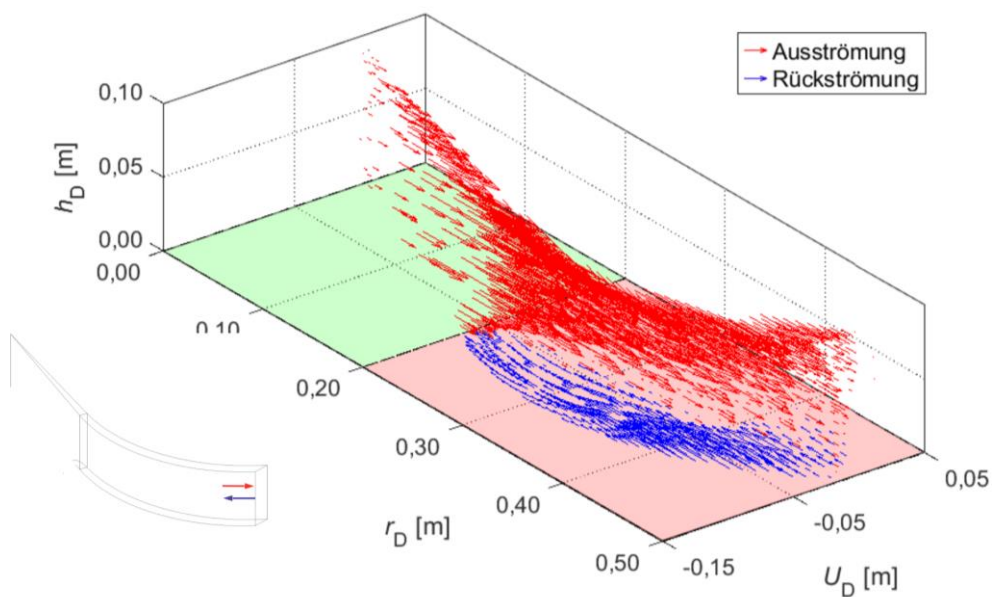 Ausströmung
Rückströmung
0,10
0,05
0,00
h_D [m]
0,00
0,10
0,20
0,30
0,40
0,50
r_D [m]
-0,15
-0,05
0,05
U_D [m]